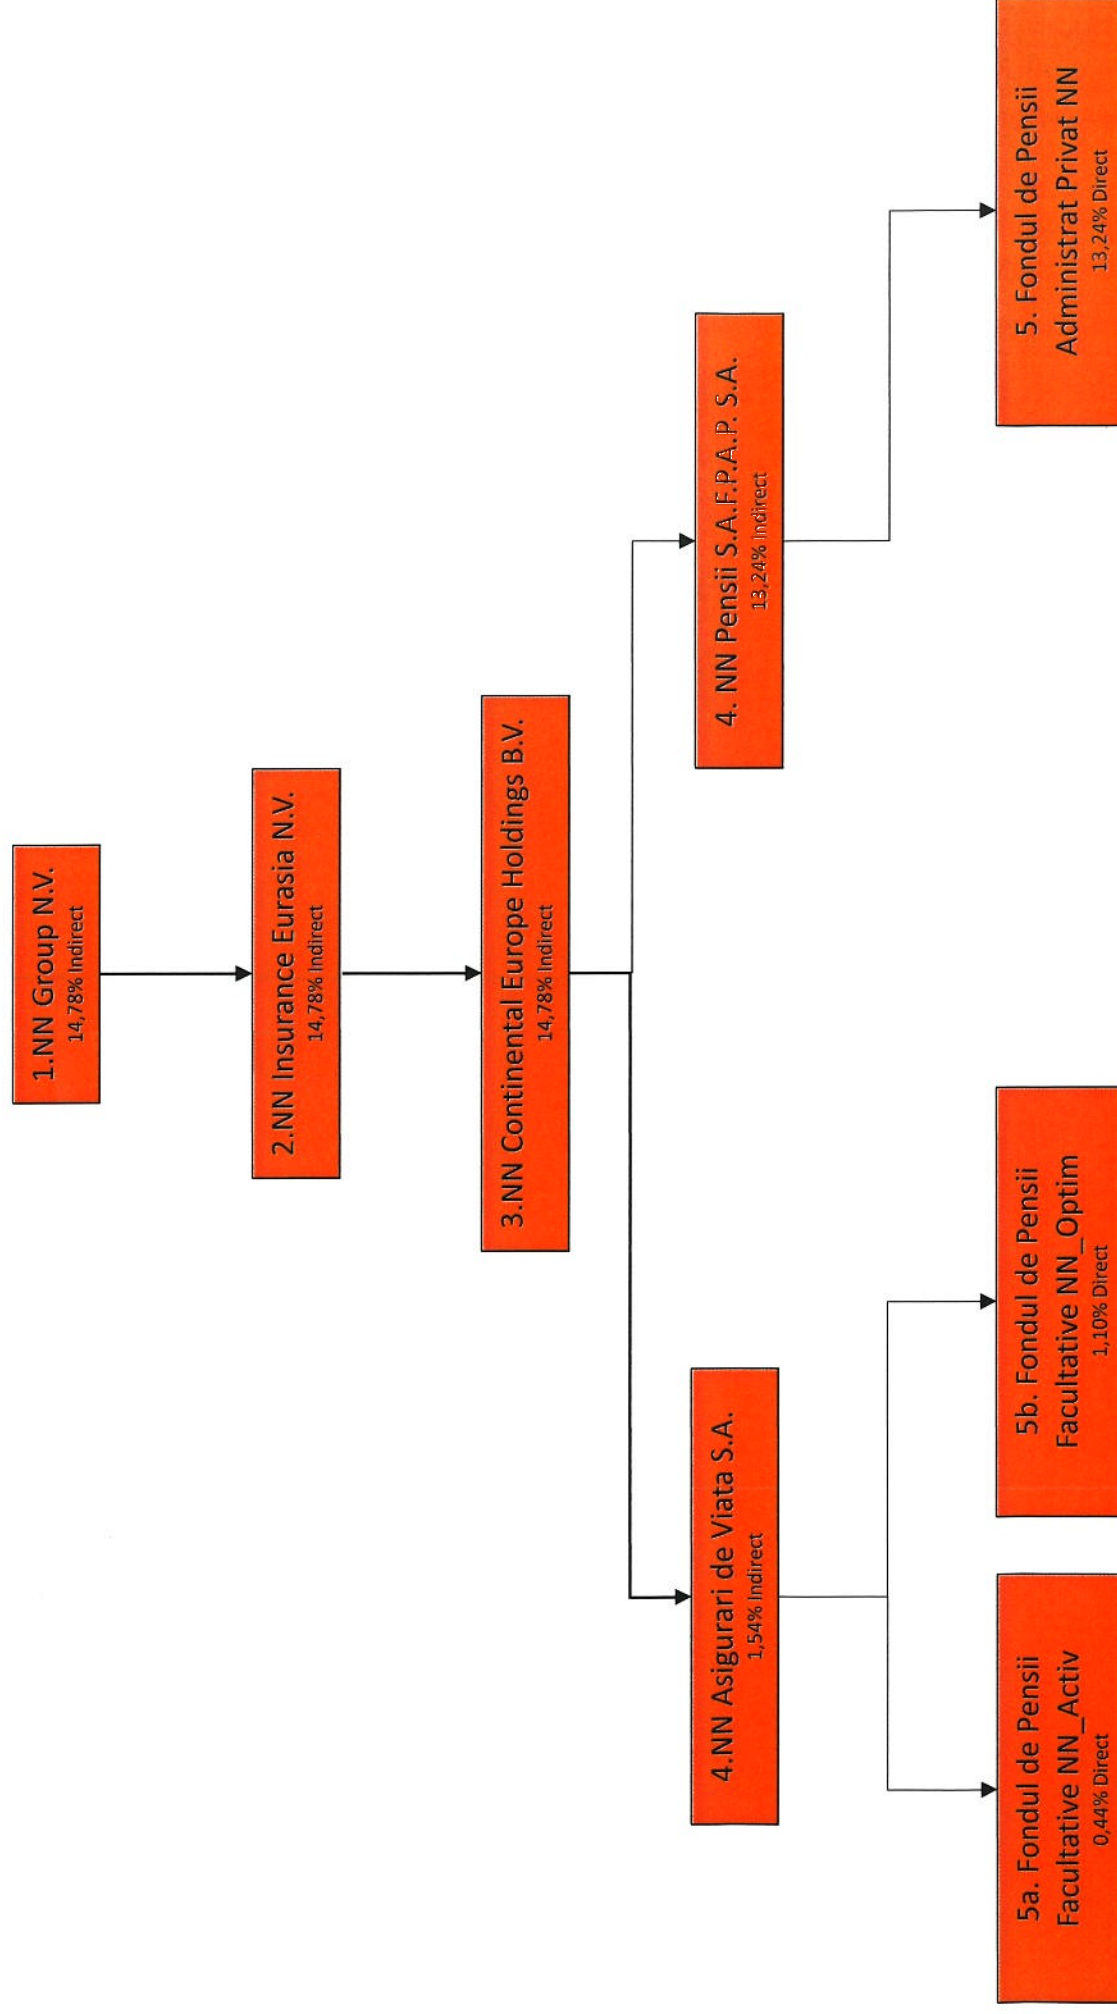 1.NN Group N.V.
14,78% Indirect
2.NN Insurance Eurasia N.V.
14,78% Indirect
3.NN Continental Europe Holdings B.V.
14,78% Indirect
4.NN Asigurari de Viata S.A.
1,54% Indirect
4. NN Pensii S.A.F.P.A.P. S.A.
13,24% Indirect
5a. Fondul de Pensii
Facultative NN_Activ
0,44% Direct
5b. Fondul de Pensii
Facultative NN_Optim
1,10% Direct
5. Fondul de Pensii
Administrat Privat NN
13,24% Direct